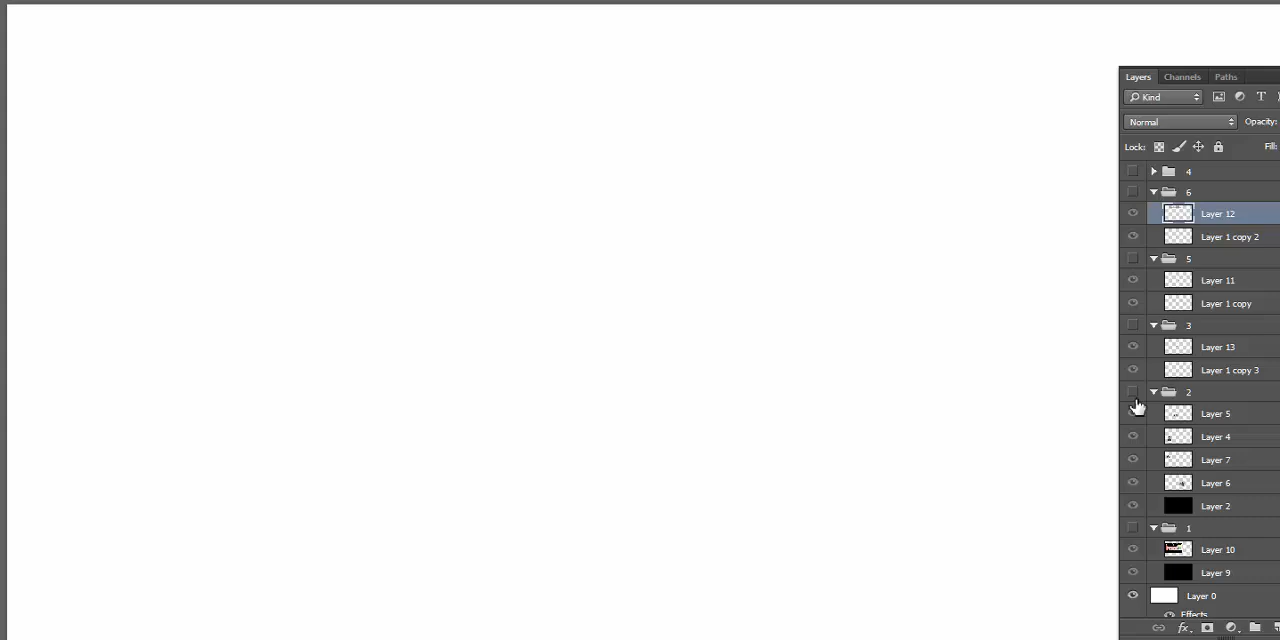 Layers Channels Paths
Kind T
Normal Opacity:
Lock: Fill:
4
6
Layer 12
Layer 1 copy 2
5
Layer 11
Layer 1 copy
3
Layer 13
Layer 1 copy 3
2
Layer 5
Layer 4
Layer 7
Layer 6
Layer 2
1
Layer 10
Layer 9
Layer 0
Effects
fx